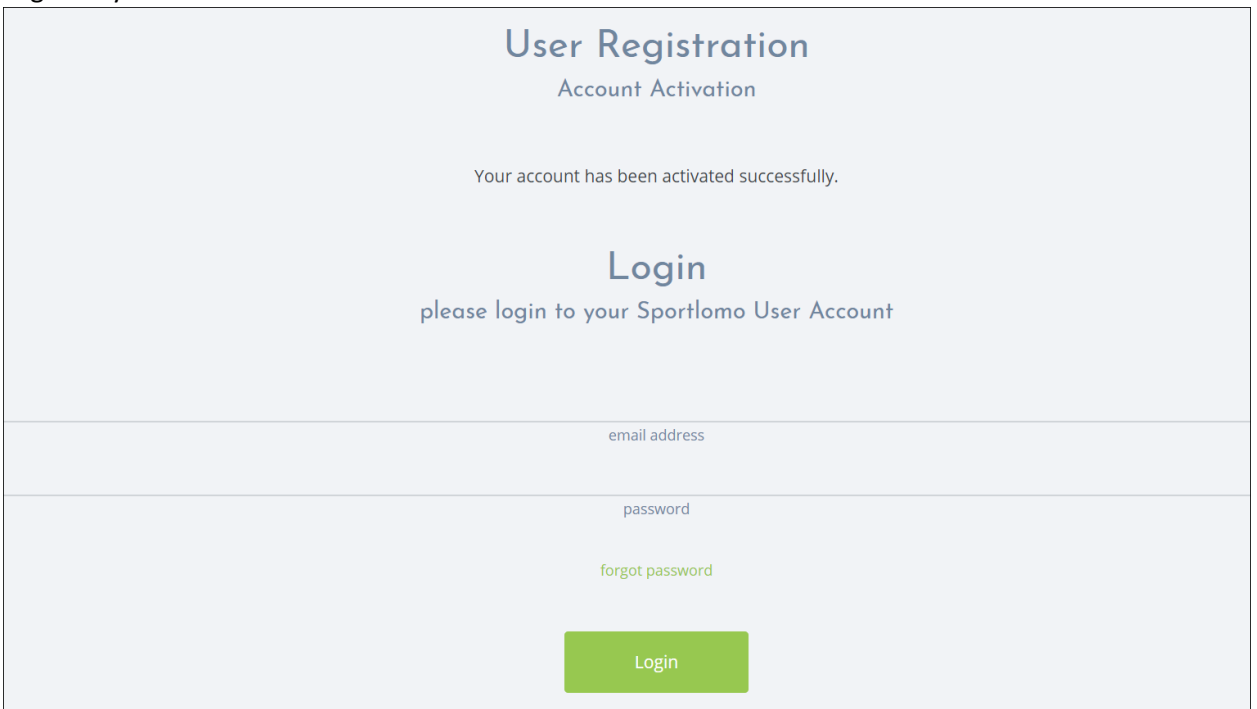 User Registration
Account Activation
Your account has been activated successfully.
Login
please login to your Sportlomo User Account
email address
password
forgot password
Login